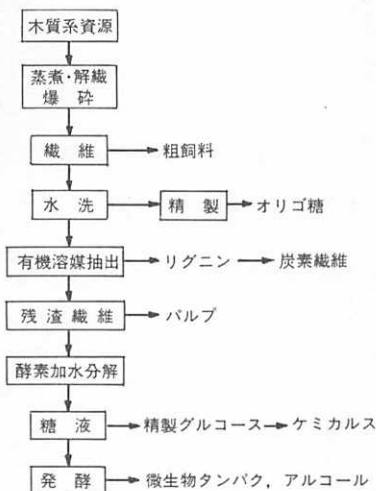 木質系資源
蒸煮・解繊
爆砕
繊維 粗飼料
水洗 精製 オリゴ糖
有機溶媒抽出 リグニン 炭素繊維
残渣繊維 パルプ
酵素加水分解
糖液 精製グルコース ケミカルス
発酵 微生物タンパク，アルコール